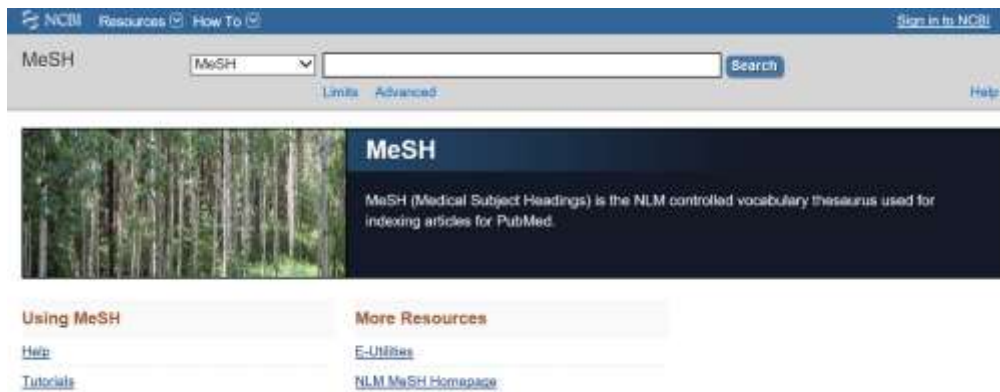 NCBI Resources How To Sign in to NCBI
MeSH MeSH Search
Limits Advanced Help
MeSH
MeSH (Medical Subject Headings) is the NLM controlled vocabulary thesaurus used for
indexing articles for PubMed.
Using MeSH More Resources
Help E-Utilities
Tutorials NLM MeSH Homepage